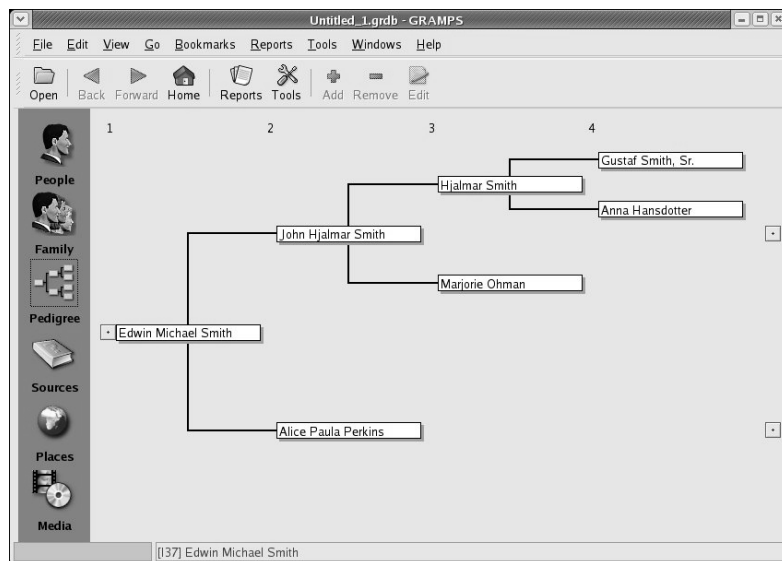 Untitled_1.grdb - GRAMPS
File Edit View Go Bookmarks Reports Tools Windows Help
Open Back Forward Home Reports Tools Add Remove Edit
1 2 3 4
People
Family
Pedigree
Sources
Places
Media
Gustaf Smith, Sr.
Hjalmar Smith
Anna Hansdotter
John Hjalmar Smith
Marjorie Ohman
Edwin Michael Smith
Alice Paula Perkins
[I37] Edwin Michael Smith